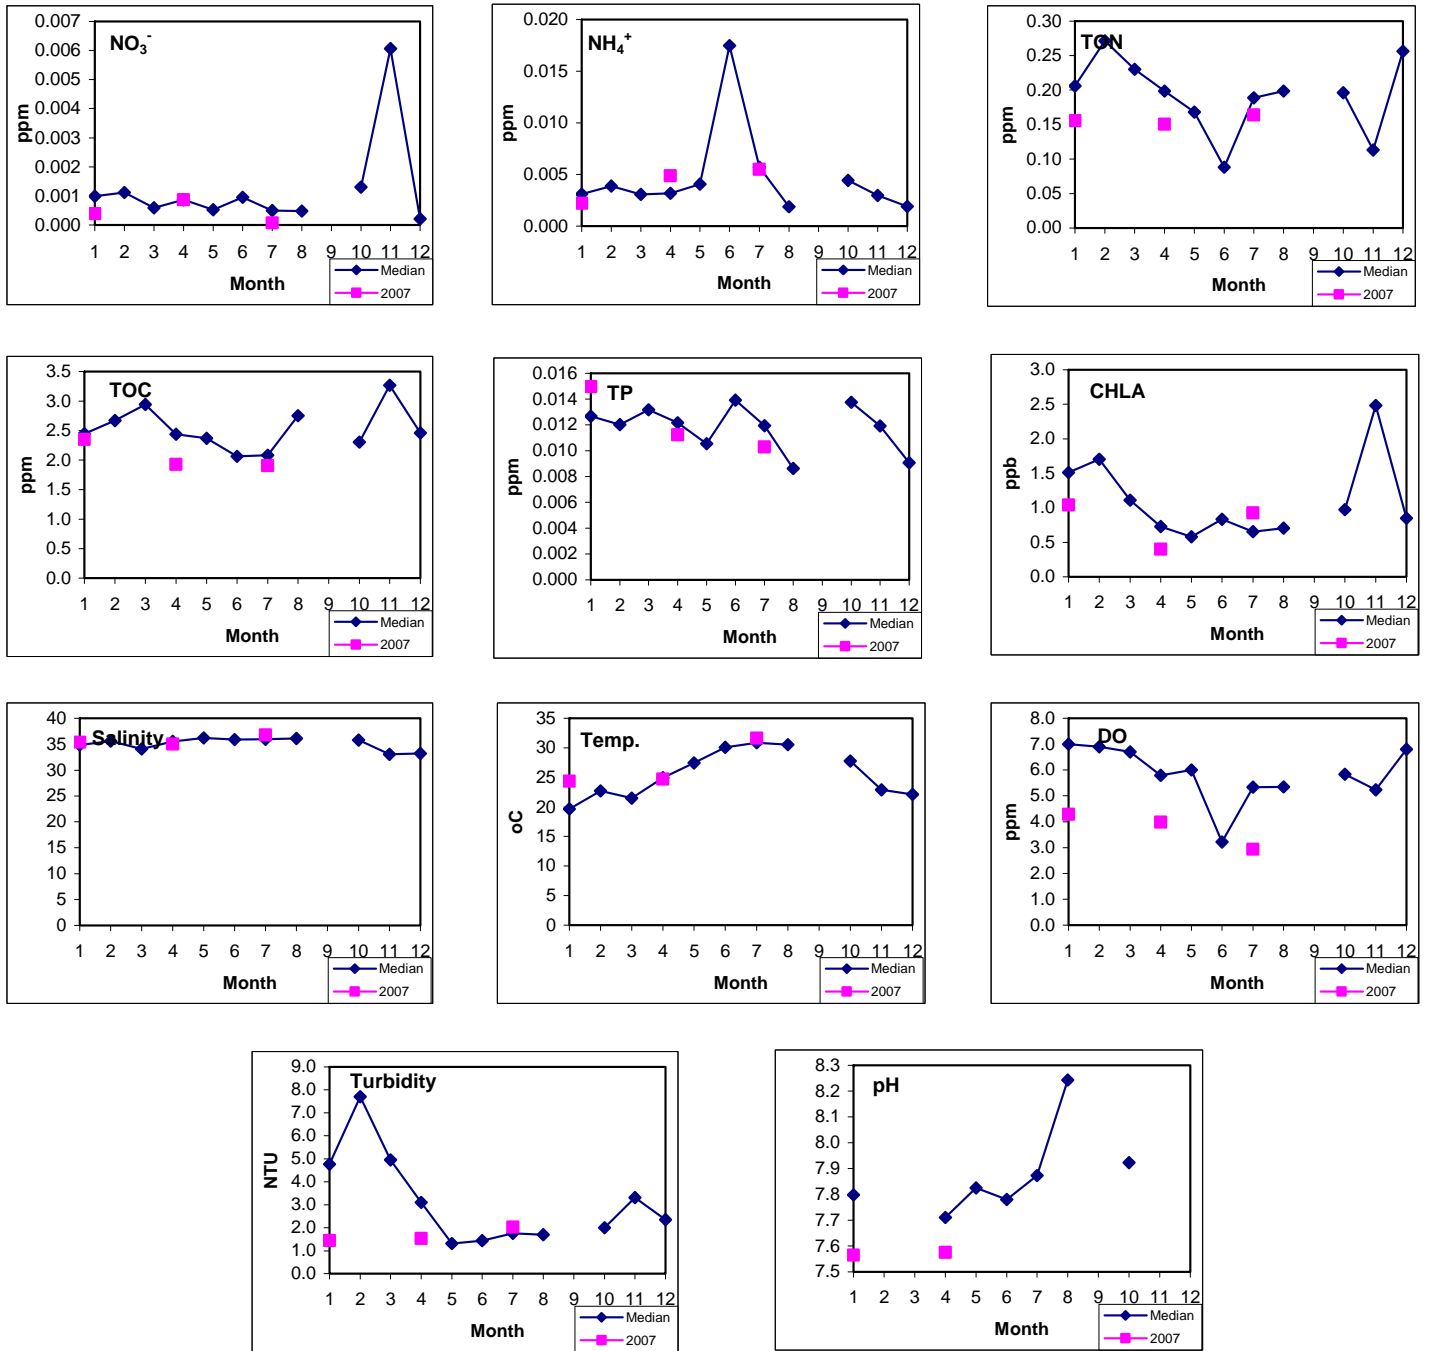 NO₃⁻
ppm
0.007
0.006
0.005
0.004
0.003
0.002
0.001
0.000
1 2 3 4 5 6 7 8 9 10 11 12
Month
Median
2007
NH₄⁺
ppm
0.020
0.015
0.010
0.005
0.000
1 2 3 4 5 6 7 8 9 10 11 12
Month
Median
2007
TON
ppm
0.30
0.25
0.20
0.15
0.10
0.05
0.00
1 2 3 4 5 6 7 8 9 10 11 12
Month
Median
2007
TOC
ppm
3.5
3.0
2.5
2.0
1.5
1.0
0.5
0.0
1 2 3 4 5 6 7 8 9 10 11 12
Month
Median
2007
TP
ppm
0.016
0.014
0.012
0.010
0.008
0.006
0.004
0.002
0.000
1 2 3 4 5 6 7 8 9 10 11 12
Month
Median
2007
CHLA
ppb
3.0
2.5
2.0
1.5
1.0
0.5
0.0
1 2 3 4 5 6 7 8 9 10 11 12
Month
Median
2007
Salinity
40
35
30
25
20
15
10
5
0
1 2 3 4 5 6 7 8 9 10 11 12
Month
Median
2007
Temp.
oC
35
30
25
20
15
10
5
0
1 2 3 4 5 6 7 8 9 10 11 12
Month
Median
2007
DO
ppm
8.0
7.0
6.0
5.0
4.0
3.0
2.0
1.0
0.0
1 2 3 4 5 6 7 8 9 10 11 12
Month
Median
2007
Turbidity
NTU
9.0
8.0
7.0
6.0
5.0
4.0
3.0
2.0
1.0
0.0
1 2 3 4 5 6 7 8 9 10 11 12
Month
Median
2007
pH
8.3
8.2
8.1
8.0
7.9
7.8
7.7
7.6
7.5
1 2 3 4 5 6 7 8 9 10 11 12
Month
Median
2007